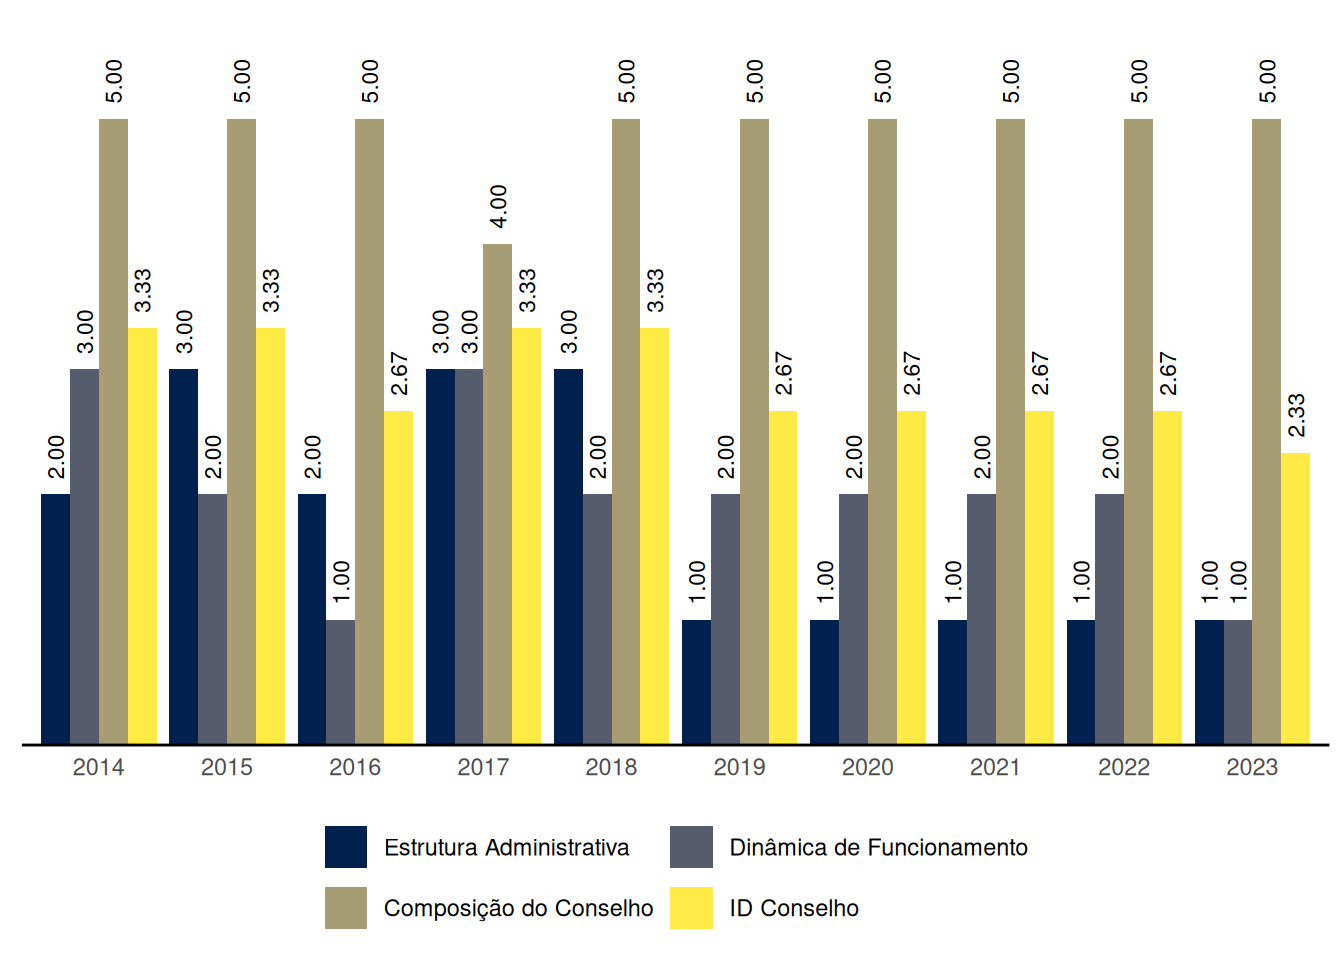 5.00 5.00 5.00 5.00 5.00 5.00 5.00 5.00 5.00
4.00
3.33 3.33 3.33 3.33
3.00 3.00 3.00 3.00 3.00
2.67 2.67 2.67 2.67 2.67
2.33
2.00 2.00 2.00 2.00 2.00 2.00 2.00 2.00
1.00 1.00 1.00 1.00 1.00 1.00 1.00
2014 2015 2016 2017 2018 2019 2020 2021 2022 2023
Estrutura Administrativa Dinâmica de Funcionamento
Composição do Conselho ID Conselho